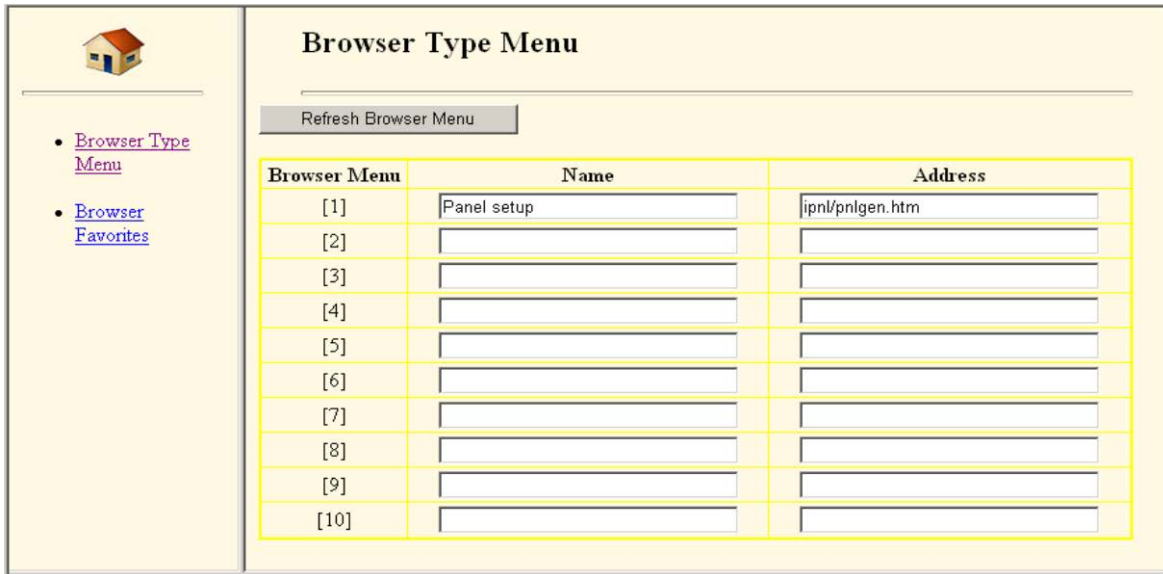 Browser Type
Menu
Browser
Favorites
Browser Type Menu
Refresh Browser Menu
Browser Menu Name Address
[1] Panel setup ipnl/pnlgen.htm
[2]
[3]
[4]
[5]
[6]
[7]
[8]
[9]
[10]